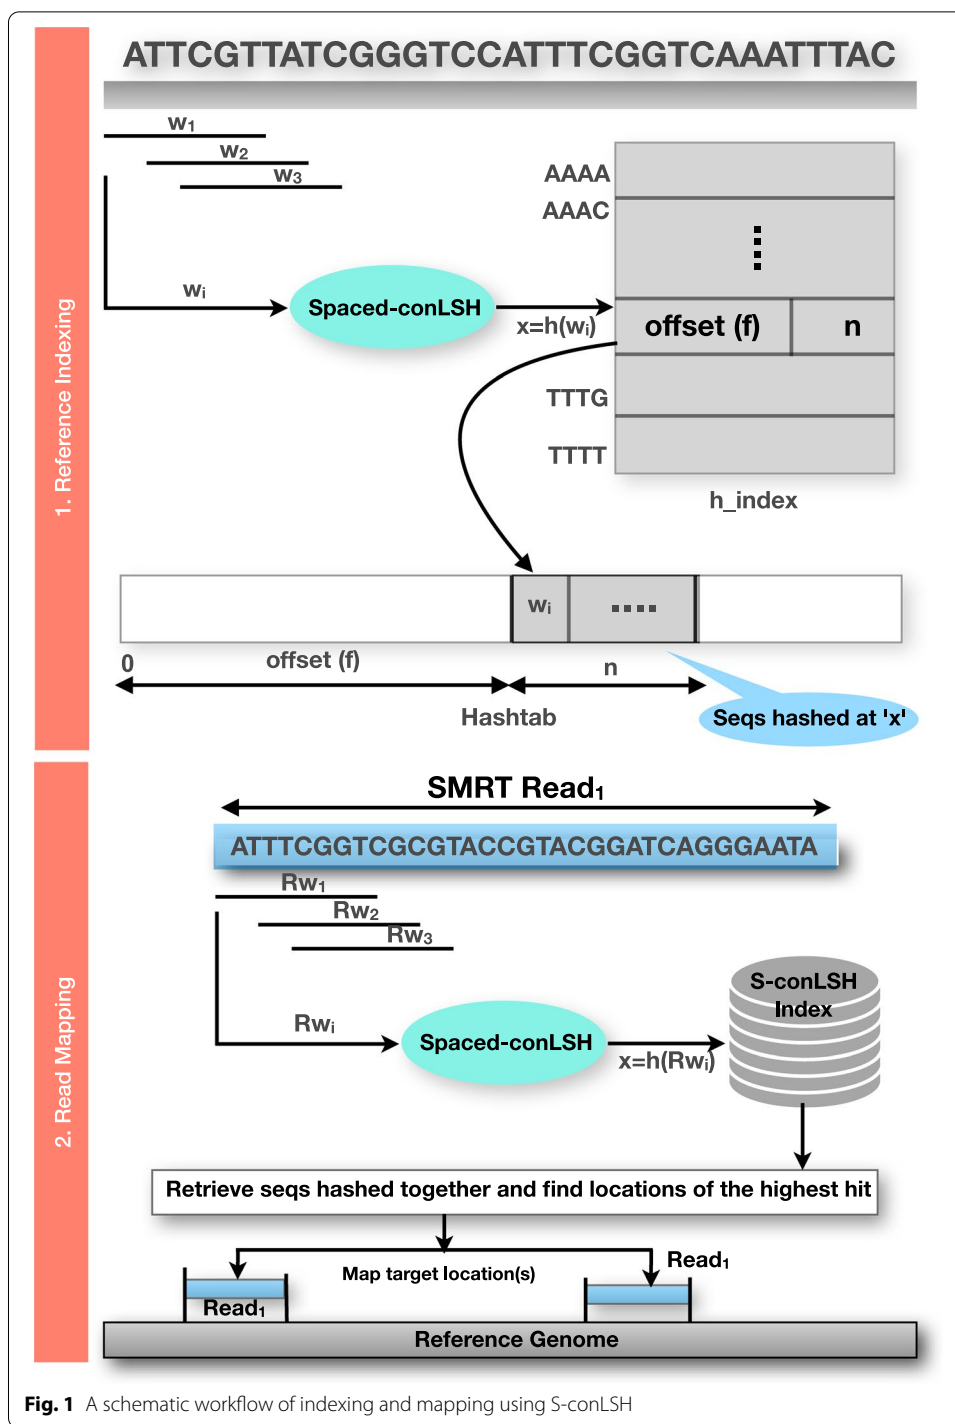 ATTCGTTATCGGGTCCATTTCGGTCAAATTTAC
w1
w2
w3
AAAA
AAAC
wi
Spaced-conLSH
x=h(wi)
offset (f)
n
TTTG
TTTT
h_index
1. Reference Indexing
wi
0
offset (f)
n
Hashtab
Seqs hashed at 'x'
SMRT Read1
ATTTCGGTCGCGTACCGTACGGATCAGGGAATA
Rw1
Rw2
Rw3
Rwi
Spaced-conLSH
x=h(Rwi)
S-conLSH
Index
2. Read Mapping
Retrieve seqs hashed together and find locations of the highest hit
Map target location(s)
Read1
Read1
Reference Genome
Fig. 1 A schematic workflow of indexing and mapping using S-conLSH